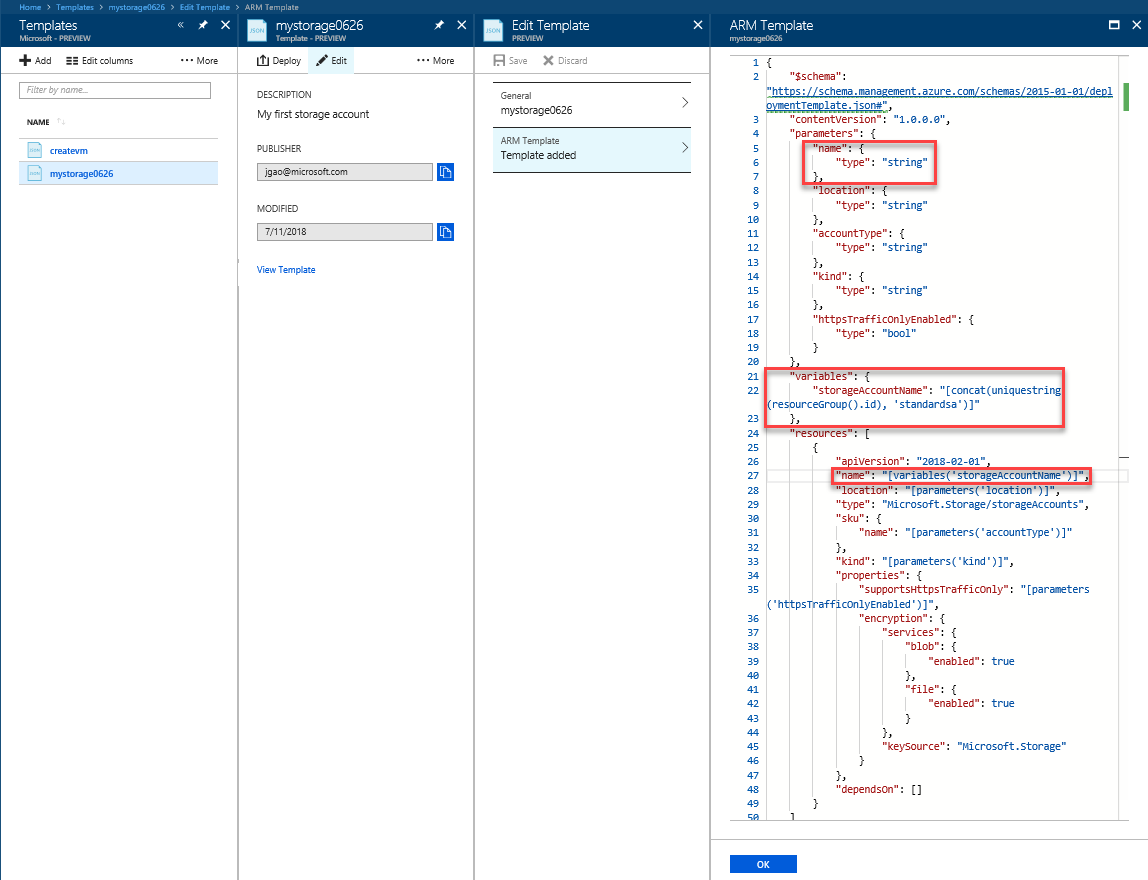 Home > Templates > mystorage0626 > Edit Template > ARM Template
Templates
Microsoft - PREVIEW
Add Edit columns ··· More
Filter by name...
NAME
createvm
mystorage0626
mystorage0626
Template - PREVIEW
Deploy Edit ··· More
DESCRIPTION
My first storage account
PUBLISHER
jgao@microsoft.com
MODIFIED
7/11/2018
View Template
Edit Template
PREVIEW
Save Discard
General
mystorage0626
ARM Template
Template added
ARM Template
mystorage0626
1 {
2 "$schema":
"https://schema.management.azure.com/schemas/2015-01-01/depl
oymentTemplate.json#",
3 "contentVersion": "1.0.0.0",
4 "parameters": {
5 "name": {
6 "type": "string"
7 },
8 "location": {
9 "type": "string"
10 },
11 "accountType": {
12 "type": "string"
13 },
14 "kind": {
15 "type": "string"
16 },
17 "httpsTrafficOnlyEnabled": {
18 "type": "bool"
19 }
20 },
21 "variables": {
22 "storageAccountName": "[concat(uniquestring
(resourceGroup().id), 'standardsa')]"
23 },
24 "resources": [
25 {
26 "apiVersion": "2018-02-01",
27 "name": "[variables('storageAccountName')]",
28 "location": "[parameters('location')]",
29 "type": "Microsoft.Storage/storageAccounts",
30 "sku": {
31 "name": "[parameters('accountType')]"
32 },
33 "kind": "[parameters('kind')]",
34 "properties": {
35 "supportsHttpsTrafficOnly": "[parameters
('httpsTrafficOnlyEnabled')]",
36 "encryption": {
37 "services": {
38 "blob": {
39 "enabled": true
40 },
41 "file": {
42 "enabled": true
43 }
44 },
45 "keySource": "Microsoft.Storage"
46 }
47 },
48 "dependsOn": []
49 }
50 ]
OK
JSON
JSON
JSON
JSON